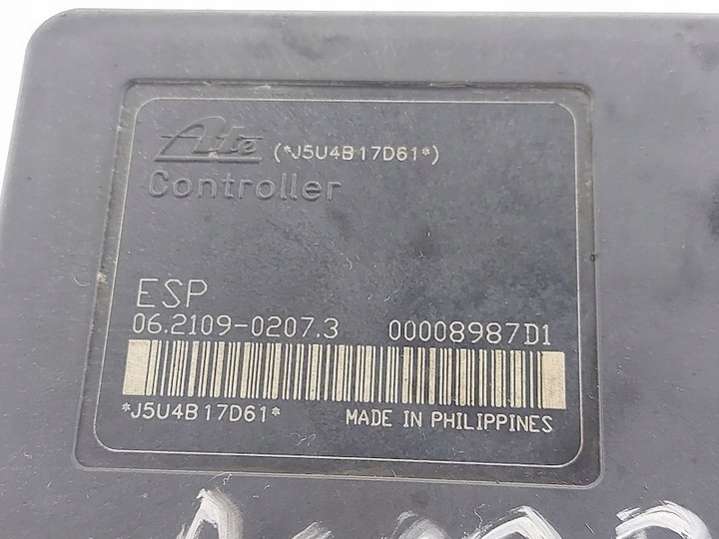 Ate (*J5U4B17D61*)
Controller
ESP
06.2109-0207.3 00008987D1
*J5U4B17D61* MADE IN PHILIPPINES